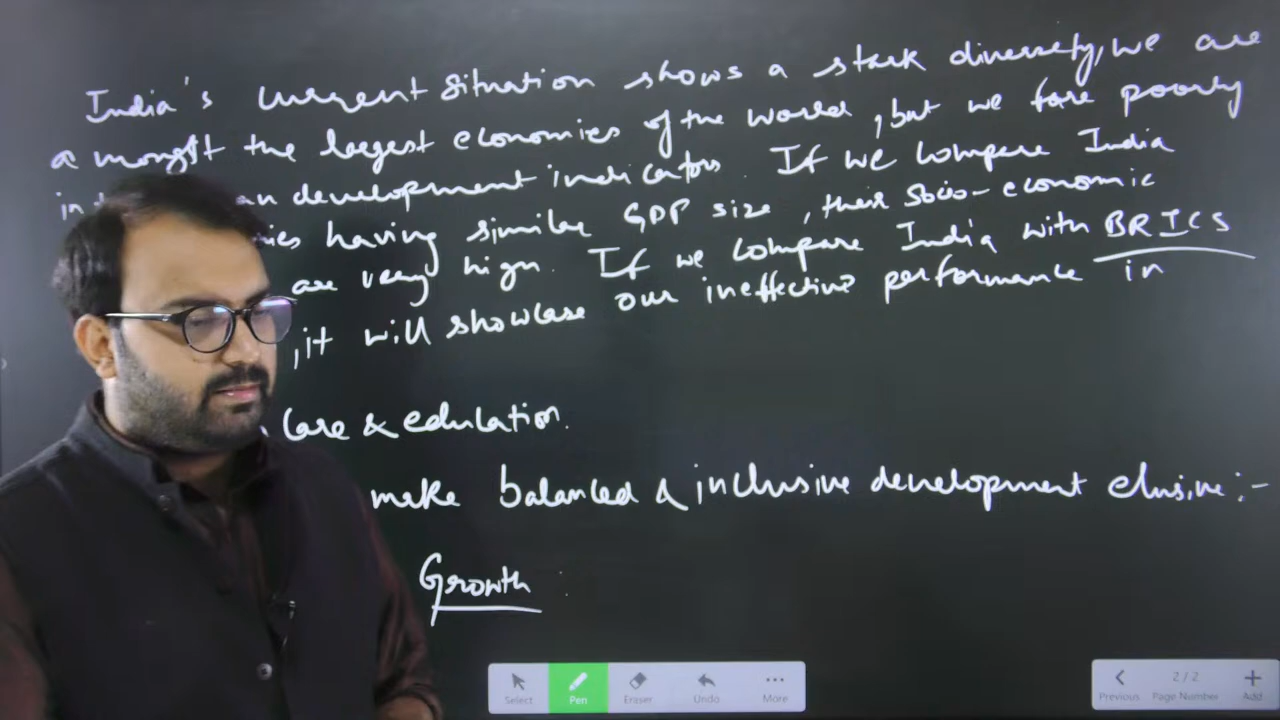 India's current situation shows a stark diversety, we are
amongst the largest economies of the world, but we fare poorly
in development indicators. If we compare India
having similar GDP size, their Socio-economic
are very high. If we compare India with BRICS
, it will showcase our ineffective performance in
care & education.
make balanced & inclusive development elusive :-
Growth :
Select
Pen
Eraser
Undo
More
Previous
2 / 2
Page Number
Add